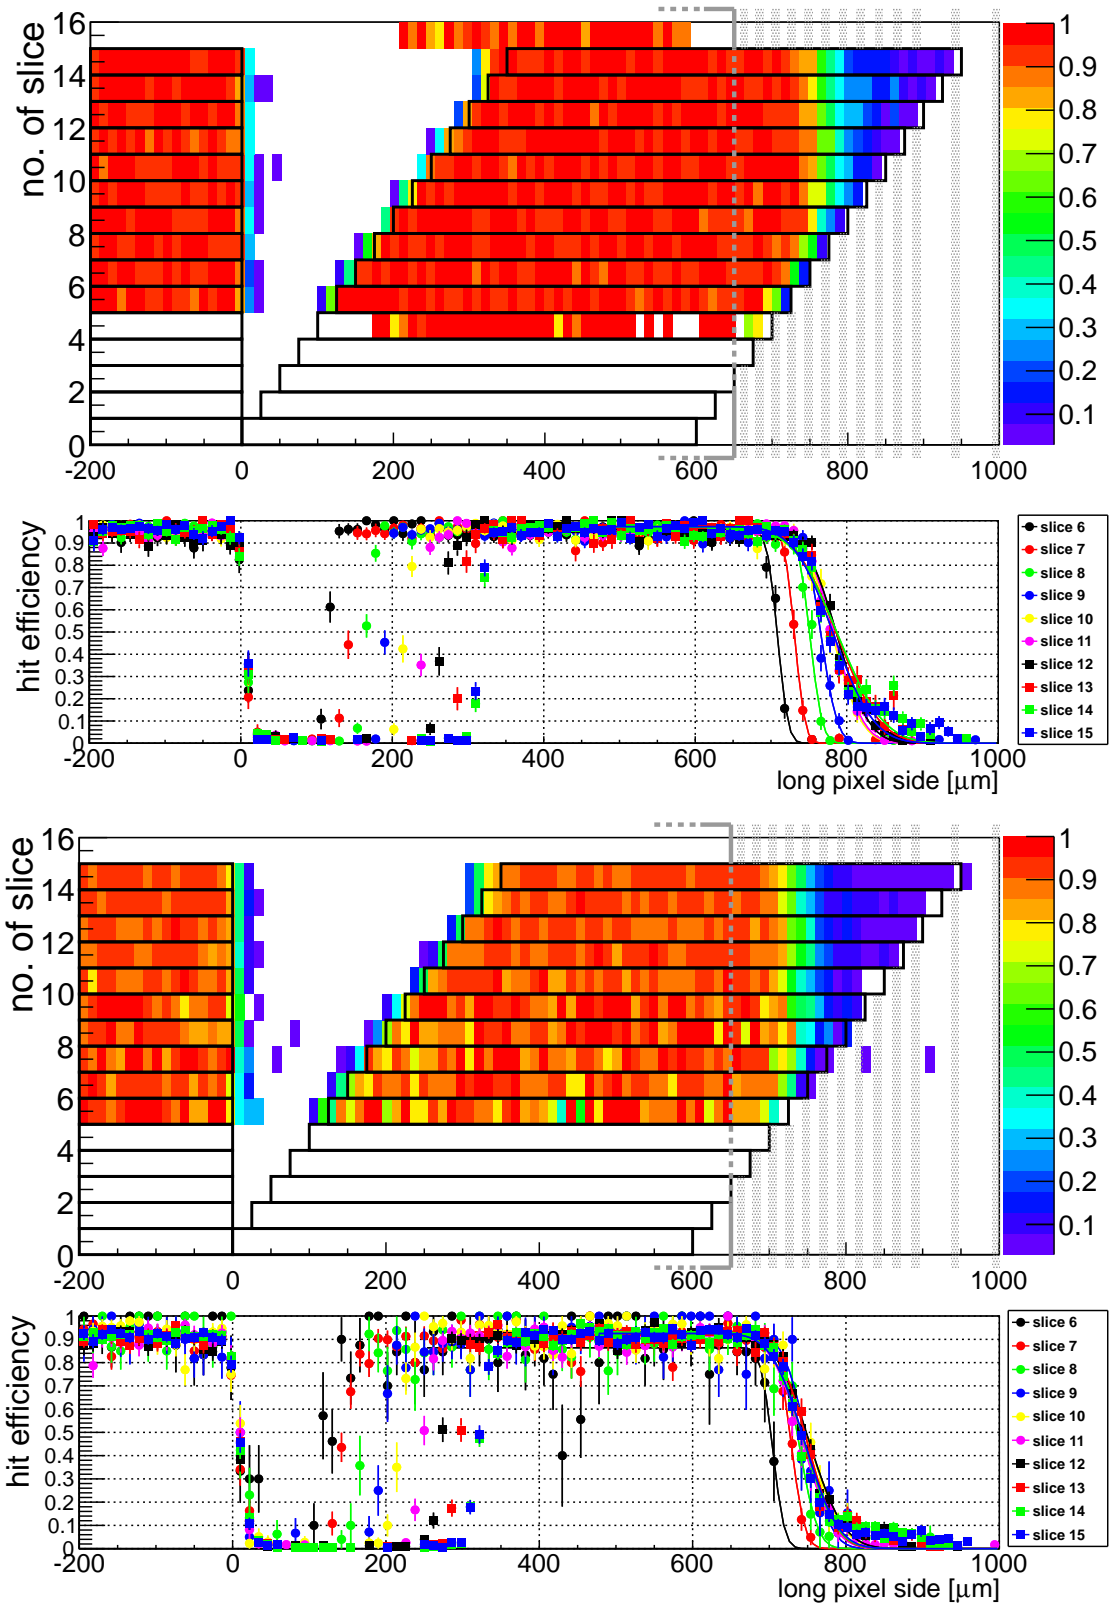 no. of slice
16
14
12
10
8
6
4
2
0
-200 0 200 400 600 800 1000
1
0.9
0.8
0.7
0.6
0.5
0.4
0.3
0.2
0.1
hit efficiency
1
0.9
0.8
0.7
0.6
0.5
0.4
0.3
0.2
0.1
0
-200 0 200 400 600 800 1000
long pixel side [μm]
slice 6
slice 7
slice 8
slice 9
slice 10
slice 11
slice 12
slice 13
slice 14
slice 15
no. of slice
16
14
12
10
8
6
4
2
0
-200 0 200 400 600 800 1000
1
0.9
0.8
0.7
0.6
0.5
0.4
0.3
0.2
0.1
hit efficiency
1
0.9
0.8
0.7
0.6
0.5
0.4
0.3
0.2
0.1
0
-200 0 200 400 600 800 1000
long pixel side [μm]
slice 6
slice 7
slice 8
slice 9
slice 10
slice 11
slice 12
slice 13
slice 14
slice 15